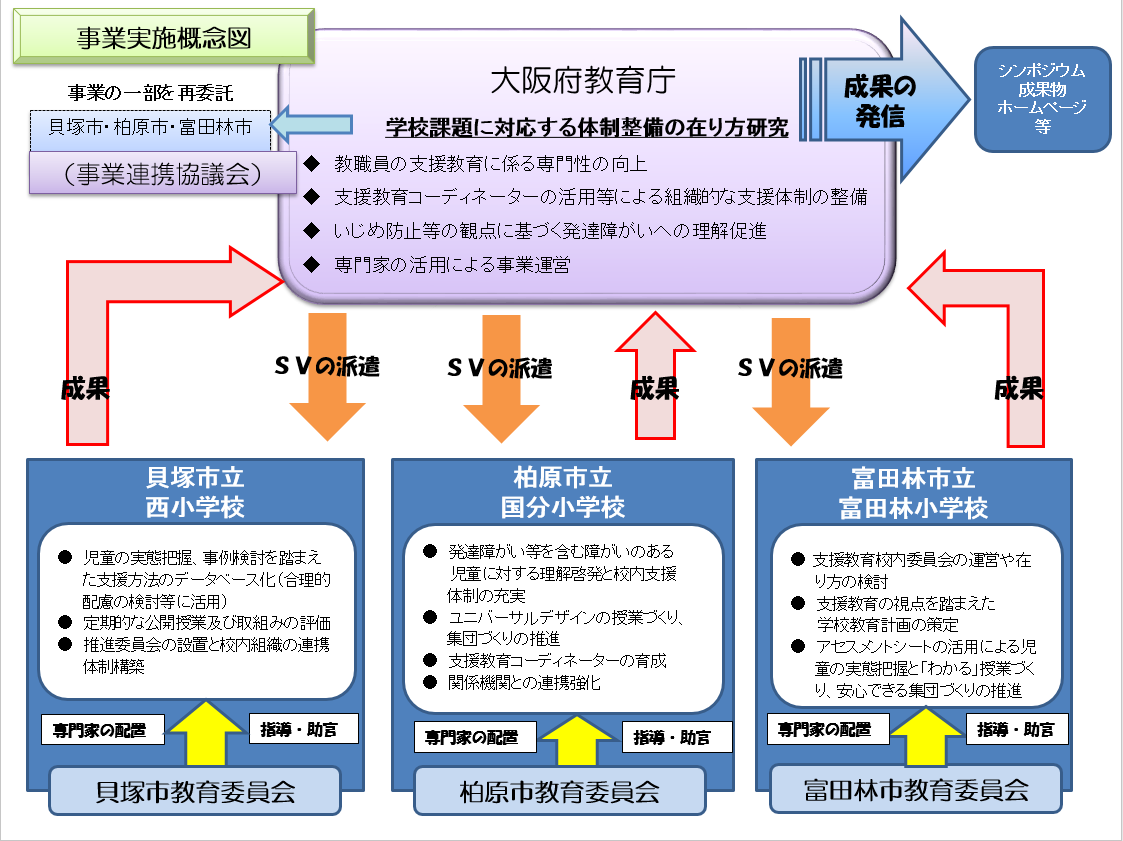 事業実施概念図
事業の一部を再委託
貝塚市・柏原市・富田林市
（事業連携協議会）
大阪府教育庁
学校課題に対応する体制整備の在り方研究
◆ 教職員の支援教育に係る専門性の向上
◆ 支援教育コーディネーターの活用等による組織的な支援体制の整備
◆ いじめ防止等の観点に基づく発達障がいへの理解促進
◆ 専門家の活用による事業運営
成果の
発信
シンポジウム
成果物
ホームページ
等
成果
ＳＶの派遣
ＳＶの派遣
成果
ＳＶの派遣
成果
貝塚市立
西小学校
● 児童の実態把握、事例検討を踏まえ
た支援方法のデータベース化（合理的
配慮の検討等に活用）
● 定期的な公開授業及び取組みの評価
● 推進委員会の設置と校内組織の連携
体制構築
専門家の配置
指導・助言
貝塚市教育委員会
柏原市立
国分小学校
● 発達障がい等を含む障がいのある
児童に対する理解啓発と校内支援
体制の充実
● ユニバーサルデザインの授業づくり、
集団づくりの推進
● 支援教育コーディネーターの育成
● 関係機関との連携強化
専門家の配置
指導・助言
柏原市教育委員会
富田林市立
富田林小学校
● 支援教育校内委員会の運営や在
り方の検討
● 支援教育の視点を踏まえた
学校教育計画の策定
● アセスメントシートの活用による児
童の実態把握と「わかる」授業づく
り、安心できる集団づくりの推進
専門家の配置
指導・助言
富田林市教育委員会